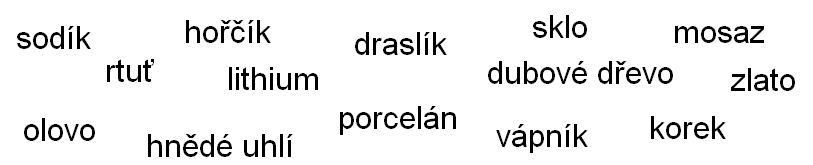 sodík hořčík draslík sklo mosaz
rtuť lithium dubové dřevo zlato
olovo hnědé uhlí porcelán vápník korek